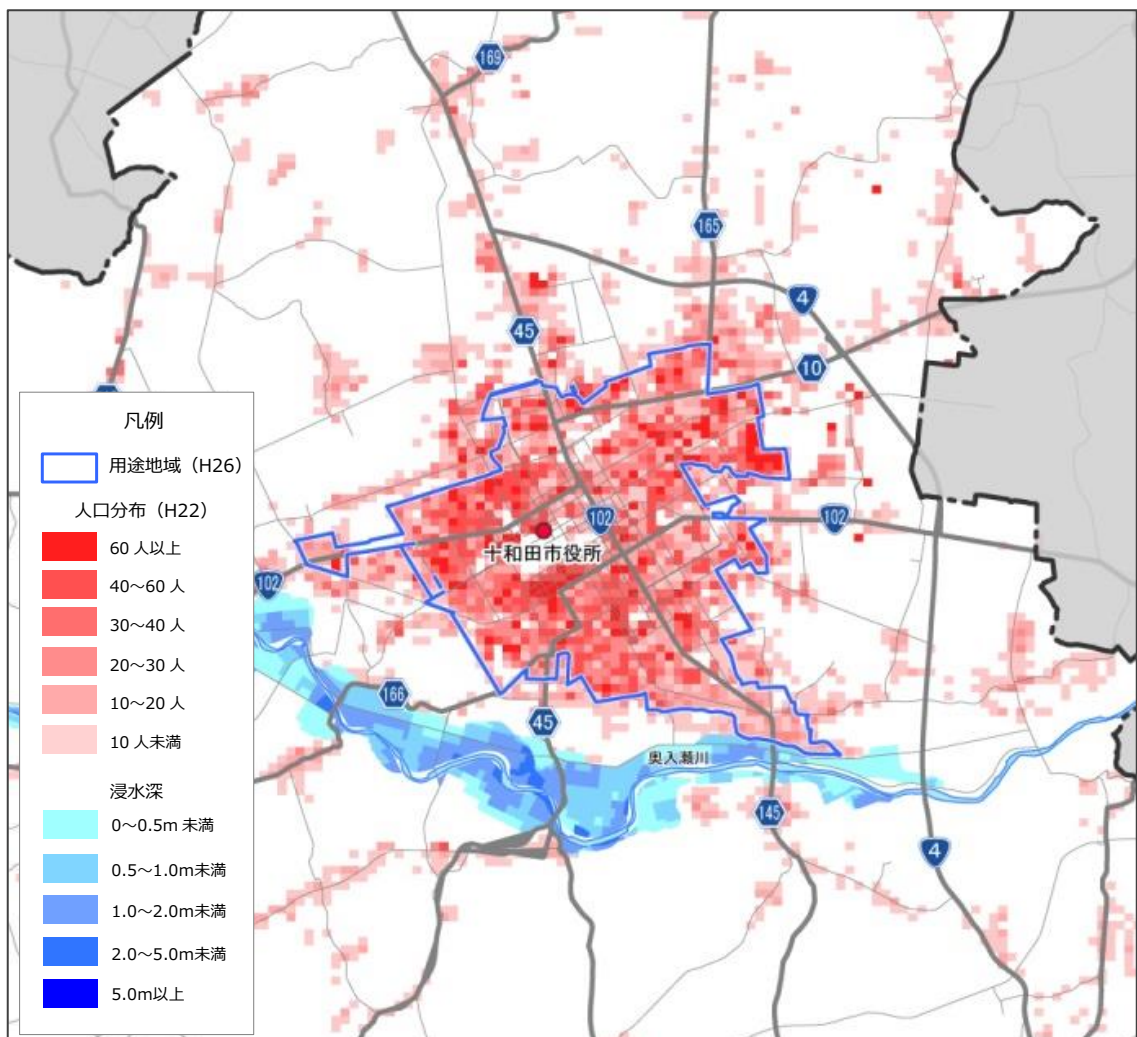 169
165
4
45
10
凡例
用途地域（H26）
人口分布（H22）
60 人以上
40～60 人
30～40 人
20～30 人
10～20 人
10 人未満
浸水深
0～0.5m 未満
0.5～1.0m未満
1.0～2.0m未満
2.0～5.0m未満
5.0m以上
102
102
十和田市役所
102
166
45
奥入瀬川
145
4